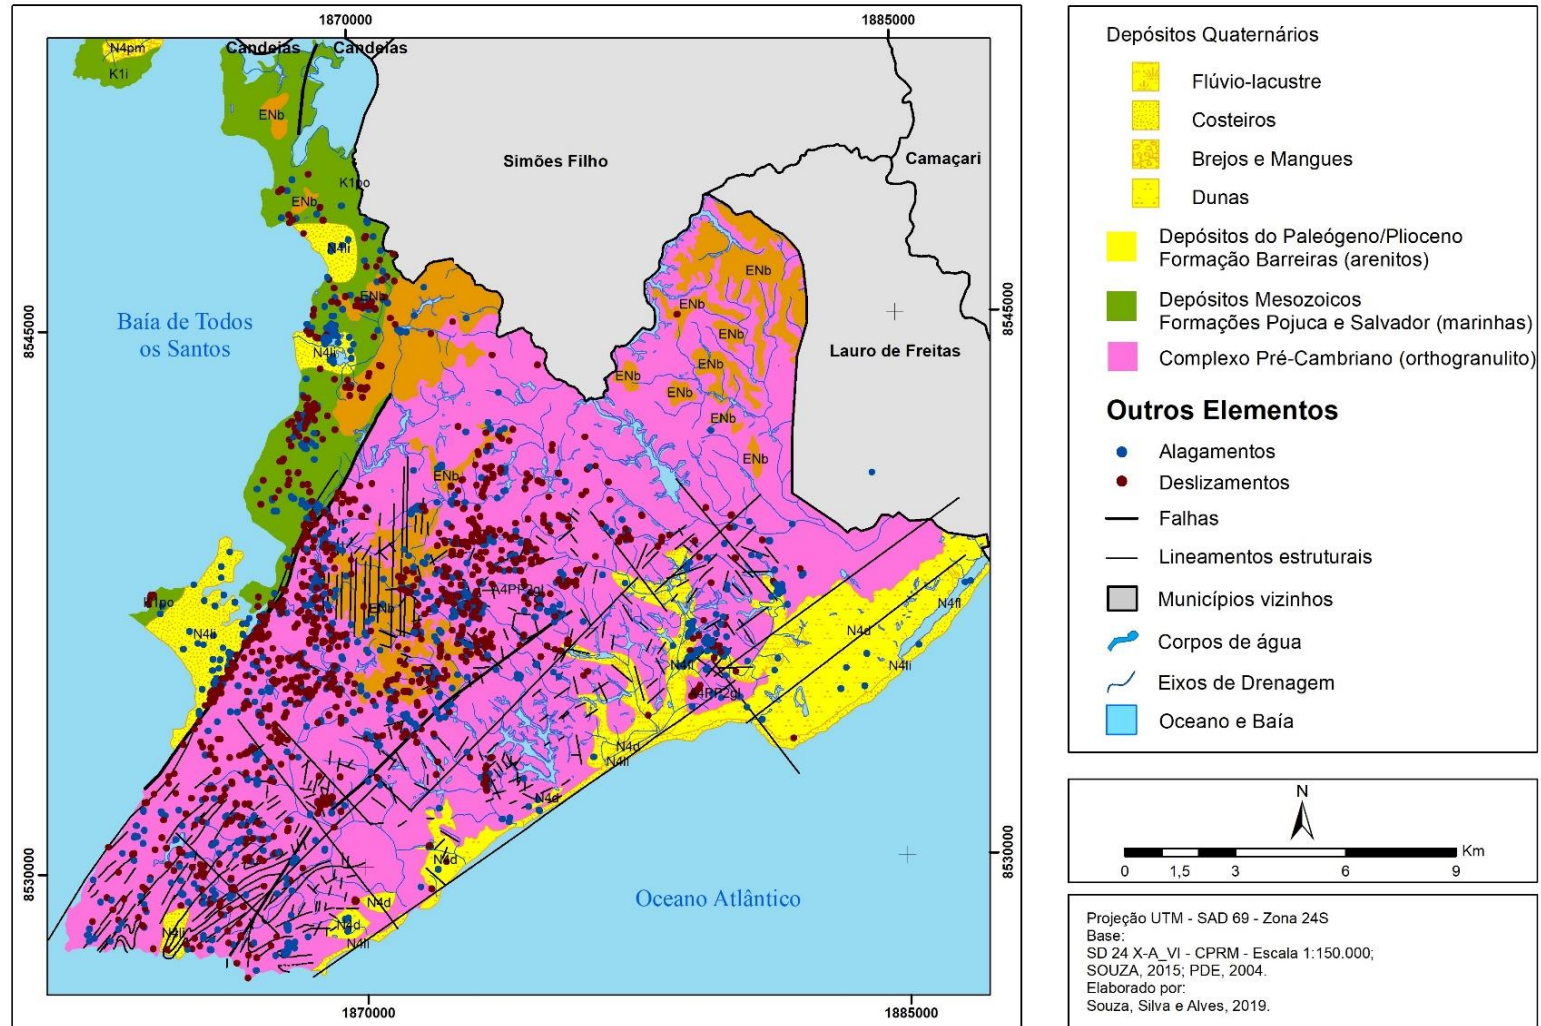 1870000
1885000
Candeias
Candeias
N4pm
K1i
ENb
Simões Filho
Camaçari
K1po
ENb
N4li
ENb
ENb
ENb
8545000
8545000
Baía de Todos
os Santos
N4li
ENb
Lauro de Freitas
ENb
ENb
ENb
ENb
ENb
ENb
A4PP2gl
K1po
ENb
N4fl
N4li
N4d
N4li
N4fl
A4PP2gl
N4d
N4li
N4d
N4d
8530000
8530000
Oceano Atlântico
N4d
N4d
N4li
N4li
1870000
1885000
Depósitos Quaternários
Flúvio-lacustre
Costeiros
Brejos e Mangues
Dunas
Depósitos do Paleógeno/Plioceno
Formação Barreiras (arenitos)
Depósitos Mesozoicos
Formações Pojuca e Salvador (marinhas)
Complexo Pré-Cambriano (orthogranulito)
Outros Elementos
Alagamentos
Deslizamentos
Falhas
Lineamentos estruturais
Municípios vizinhos
Corpos de água
Eixos de Drenagem
Oceano e Baía
N
Km
0 1,5 3 6 9
Projeção UTM - SAD 69 - Zona 24S
Base:
SD 24 X-A_VI - CPRM - Escala 1:150.000;
SOUZA, 2015; PDE, 2004.
Elaborado por:
Souza, Silva e Alves, 2019.